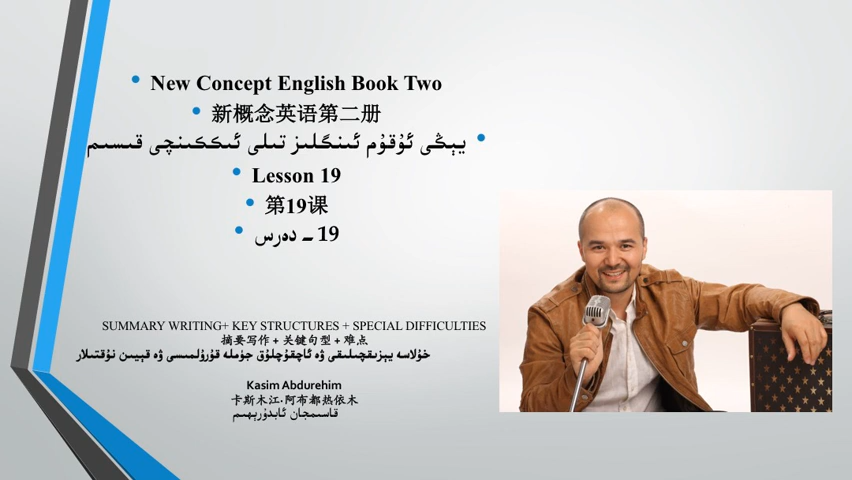 New Concept English Book Two
新概念英语第二册
يېڭى ئۇقۇم ئىنگلىز تىلى ئىككىنچى قىسىم
Lesson 19
第19课
19 ـ دەرس
SUMMARY WRITING+ KEY STRUCTURES + SPECIAL DIFFICULTIES
摘要写作 + 关键句型 + 难点
خۇلاسە يېزىقچىلىقى ۋە ئاچقۇچلۇق جۈملە قۇرۇلمىسى ۋە قىيىن نۇقتىلار
Kasim Abdurehim
卡斯木江·阿布都热依木
قاسىمجان ئابدۇرېھىم